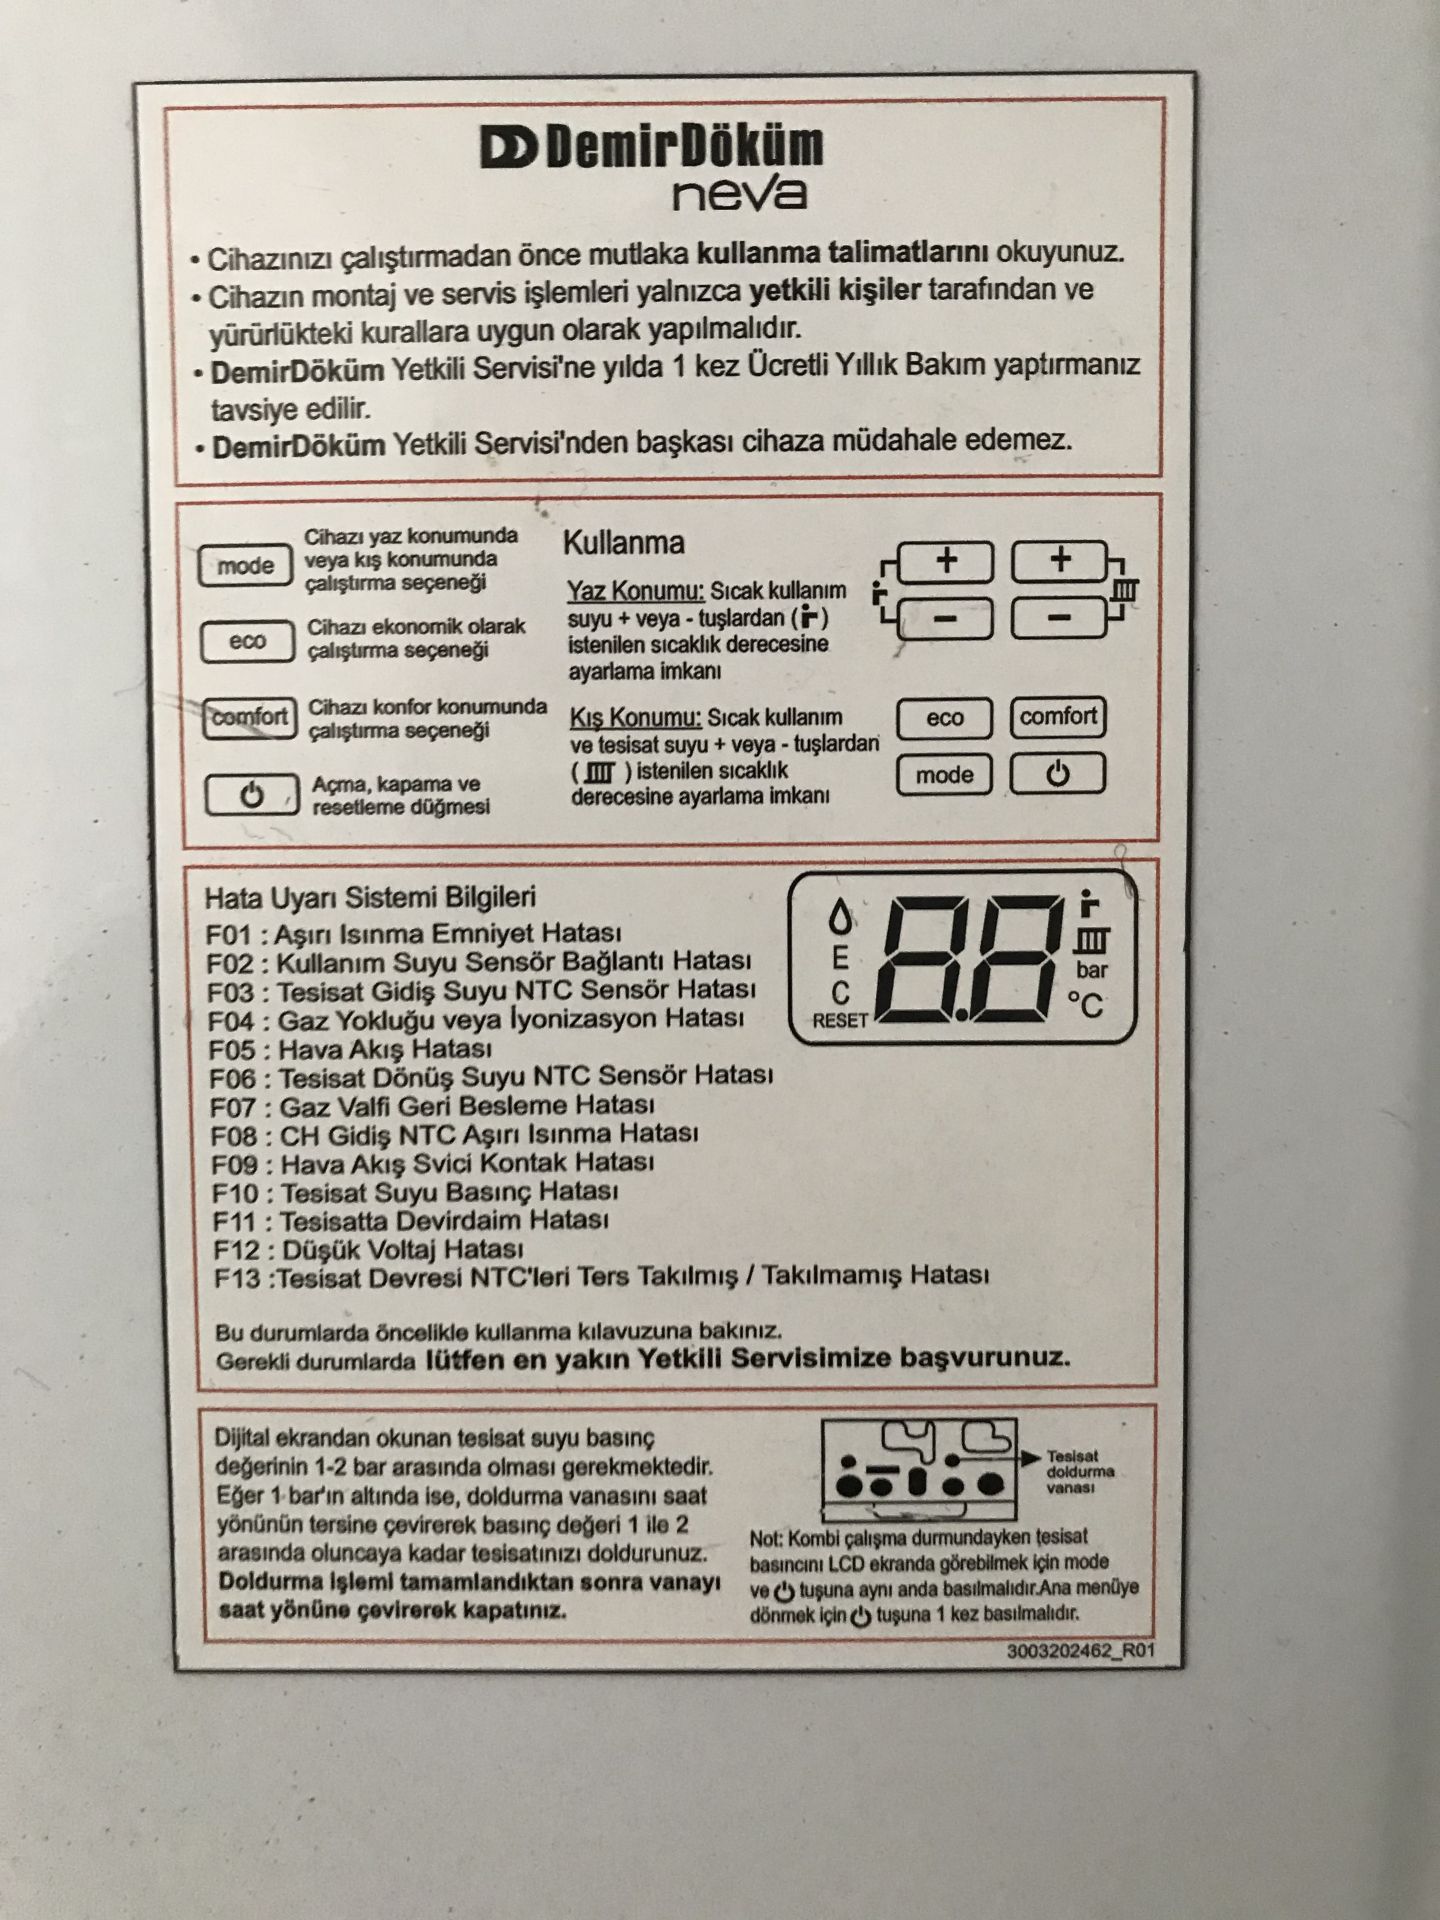 DemirDöküm
neva
• Cihazınızı çalıştırmadan önce mutlaka kullanma talimatlarını okuyunuz.
• Cihazın montaj ve servis işlemleri yalnızca yetkili kişiler tarafından ve
yürürlükteki kurallara uygun olarak yapılmalıdır.
• DemirDöküm Yetkili Servisi'ne yılda 1 kez Ücretli Yıllık Bakım yaptırmanız
tavsiye edilir.
• DemirDöküm Yetkili Servisi'nden başkası cihaza müdahale edemez.
mode
Cihazı yaz konumunda
veya kış konumunda
çalıştırma seçeneği
eco
Cihazı ekonomik olarak
çalıştırma seçeneği
comfort
Cihazı konfor konumunda
çalıştırma seçeneği
Açma, kapama ve
resetleme düğmesi
Kullanma
Yaz Konumu: Sıcak kullanım
suyu + veya - tuşlardan ( )
istenilen sıcaklık derecesine
ayarlama imkanı
Kış Konumu: Sıcak kullanım
ve tesisat suyu + veya - tuşlardan
( ) istenilen sıcaklık
derecesine ayarlama imkanı
+ +
- -
eco comfort
mode
Hata Uyarı Sistemi Bilgileri
F01 : Aşırı Isınma Emniyet Hatası
F02 : Kullanım Suyu Sensör Bağlantı Hatası
F03 : Tesisat Gidiş Suyu NTC Sensör Hatası
F04 : Gaz Yokluğu veya İyonizasyon Hatası
F05 : Hava Akış Hatası
F06 : Tesisat Dönüş Suyu NTC Sensör Hatası
F07 : Gaz Valfi Geri Besleme Hatası
F08 : CH Gidiş NTC Aşırı Isınma Hatası
F09 : Hava Akış Svici Kontak Hatası
F10 : Tesisat Suyu Basınç Hatası
F11 : Tesisatta Devirdaim Hatası
F12 : Düşük Voltaj Hatası
F13 :Tesisat Devresi NTC'leri Ters Takılmış / Takılmamış Hatası
E
C
RESET
8.8
bar
°C
Bu durumlarda öncelikle kullanma kılavuzuna bakınız.
Gerekli durumlarda lütfen en yakın Yetkili Servisimize başvurunuz.
Dijital ekrandan okunan tesisat suyu basınç
değerinin 1-2 bar arasında olması gerekmektedir.
Eğer 1 bar'ın altında ise, doldurma vanasını saat
yönünün tersine çevirerek basınç değeri 1 ile 2
arasında oluncaya kadar tesisatınızı doldurunuz.
Doldurma işlemi tamamlandıktan sonra vanayı
saat yönüne çevirerek kapatınız.
Tesisat
doldurma
vanası
Not: Kombi çalışma durmundayken tesisat
basıncını LCD ekranda görebilmek için mode
ve tuşuna aynı anda basılmalıdır.Ana menüye
dönmek için tuşuna 1 kez basılmalıdır.
3003202462_R01